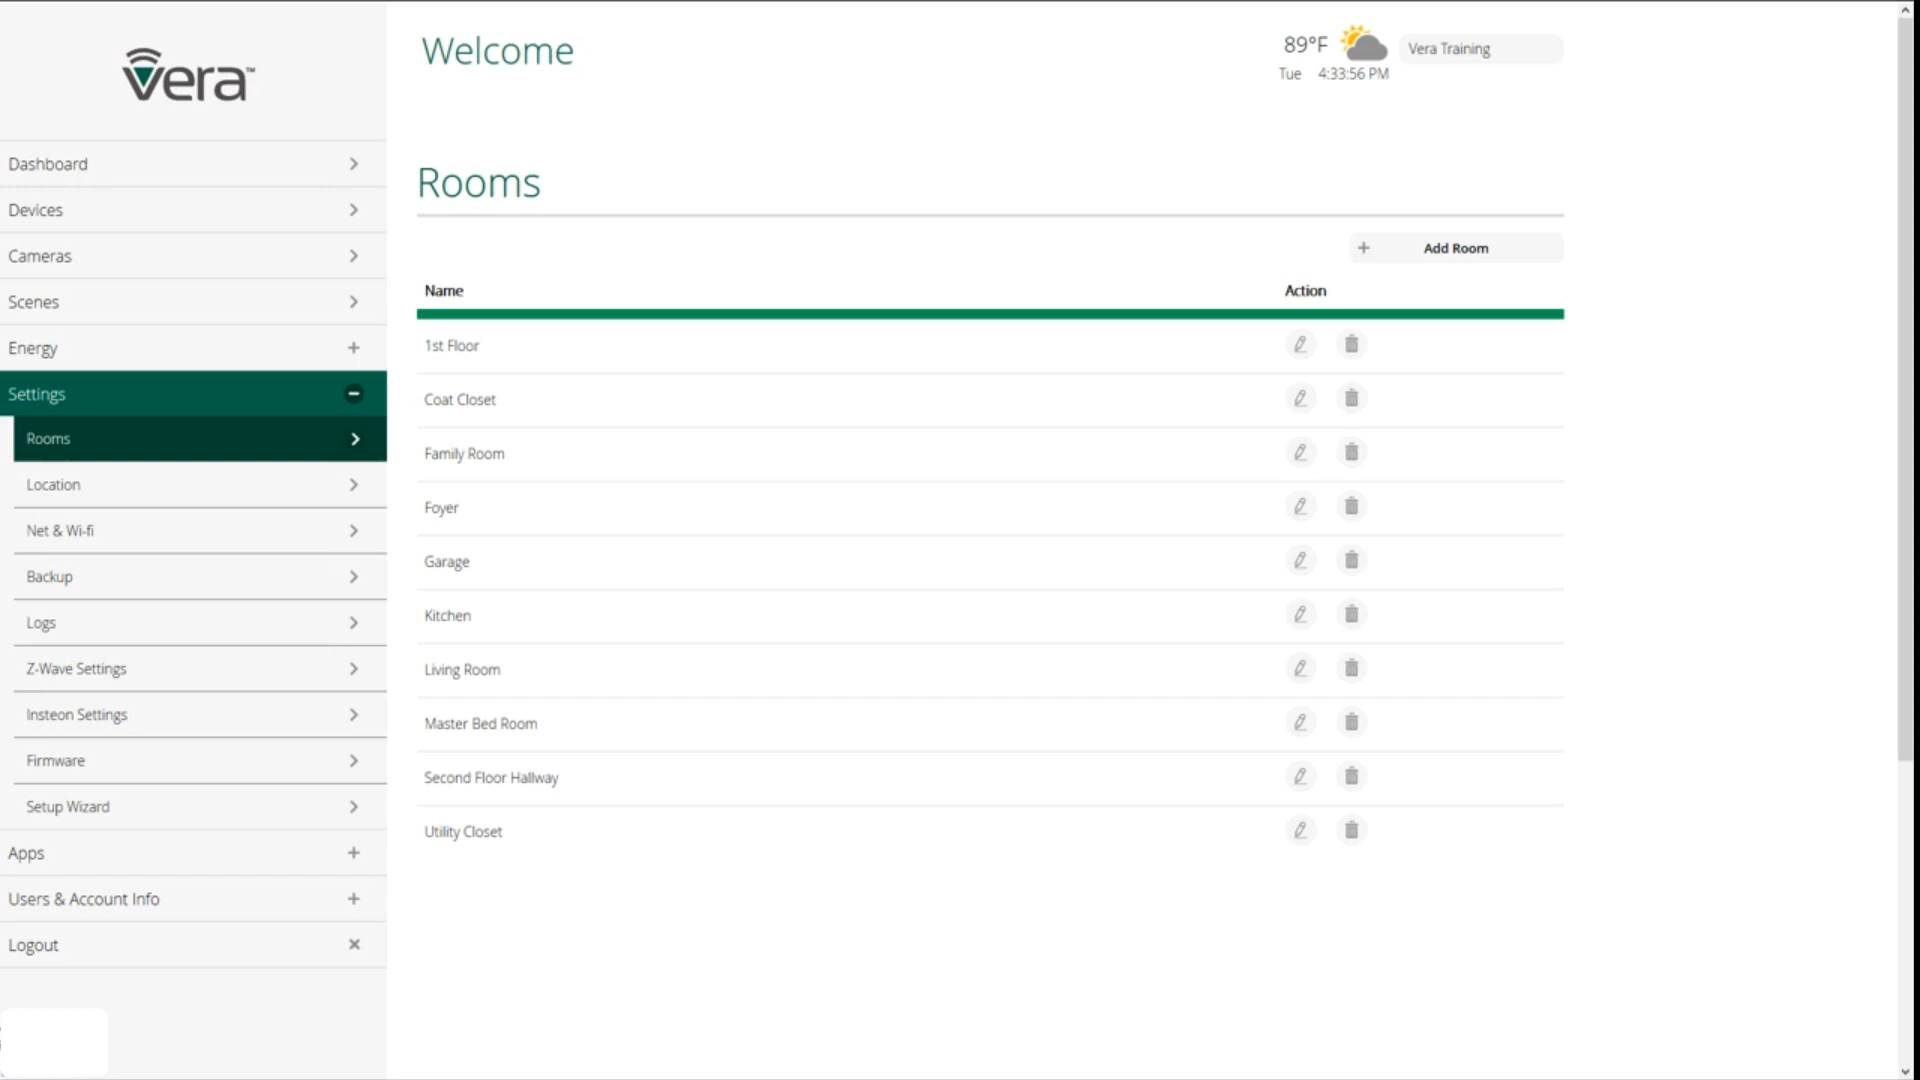 vera™
Dashboard
Devices
Cameras
Scenes
Energy
Settings
Rooms
Location
Net & Wi-fi
Backup
Logs
Z-Wave Settings
Insteon Settings
Firmware
Setup Wizard
Apps
Users & Account Info
Logout
Welcome
89°F
Tue 4:33:56 PM
Vera Training
Rooms
Add Room
Name Action
1st Floor
Coat Closet
Family Room
Foyer
Garage
Kitchen
Living Room
Master Bed Room
Second Floor Hallway
Utility Closet